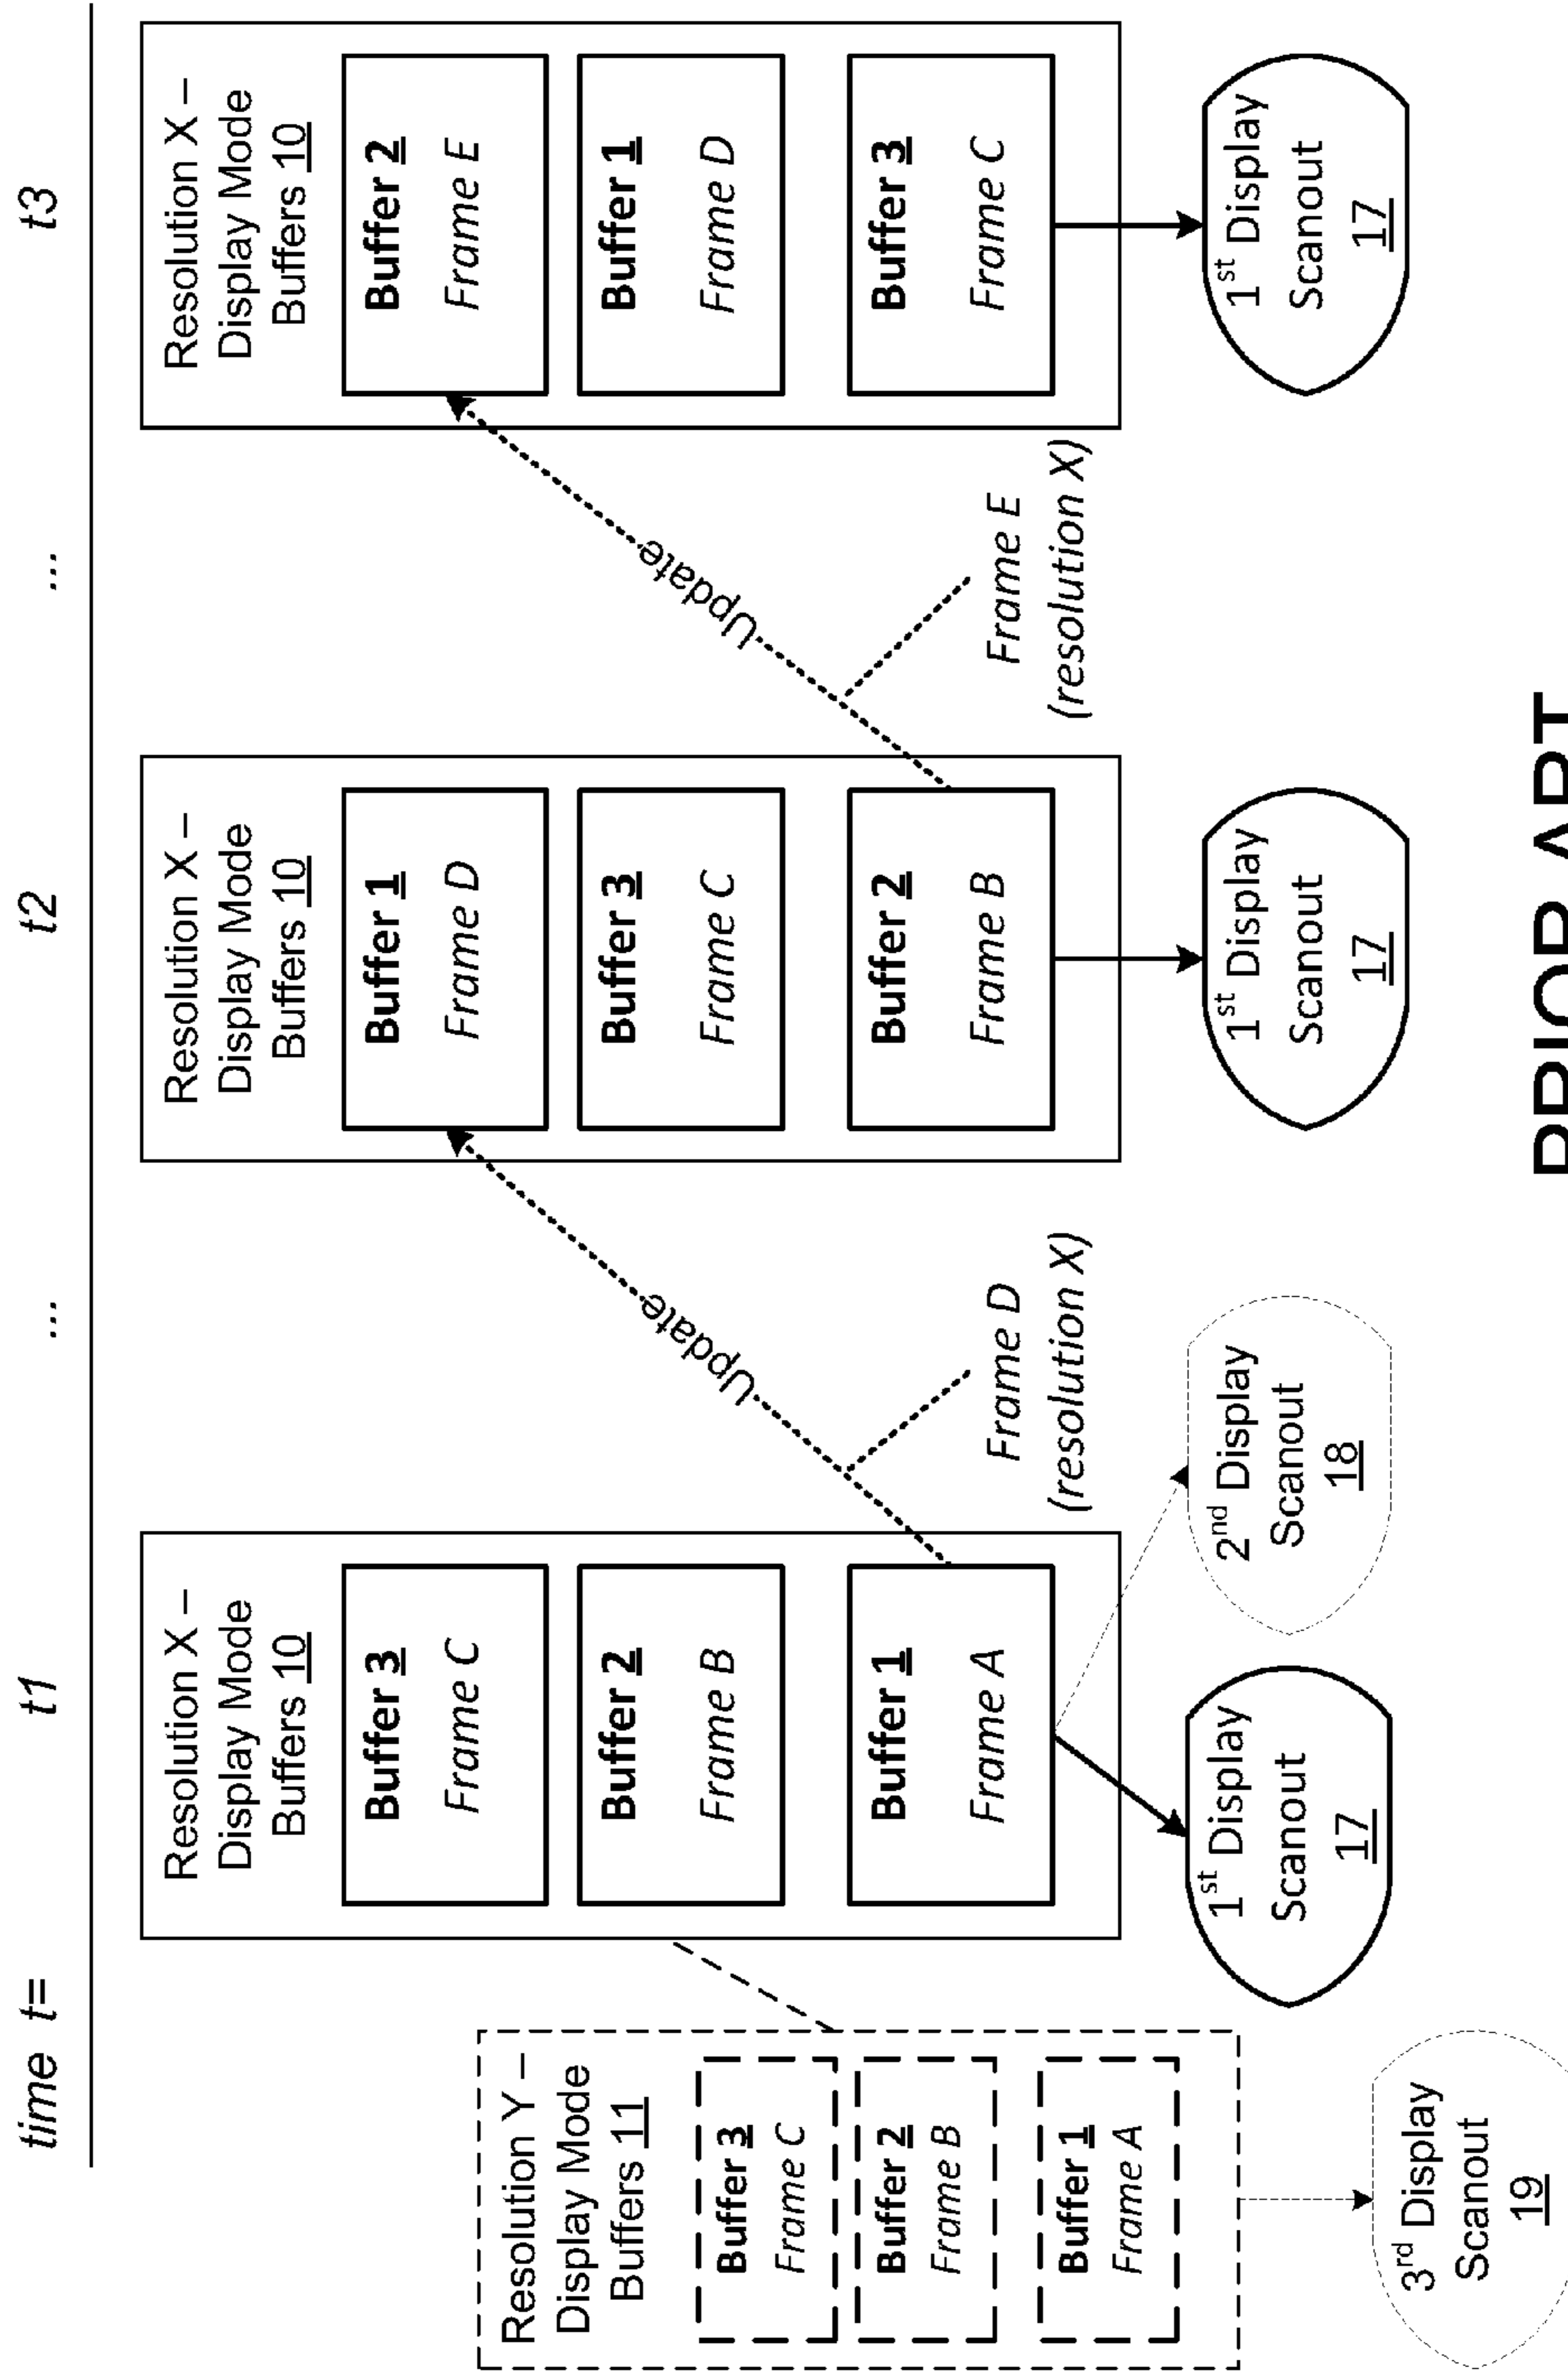 time t=
t1
...
t2
...
t3
Resolution Y –
Display Mode
Buffers 11
Buffer 3
Frame C
Buffer 2
Frame B
Buffer 1
Frame A
3rd Display
Scanout
19
Resolution X –
Display Mode
Buffers 10
Buffer 3
Frame C
Buffer 2
Frame B
Buffer 1
Frame A
1st Display
Scanout
17
2nd Display
Scanout
18
Update
Frame D
(resolution X)
Resolution X –
Display Mode
Buffers 10
Buffer 1
Frame D
Buffer 3
Frame C
Buffer 2
Frame B
1st Display
Scanout
17
Update
Frame E
(resolution X)
Resolution X –
Display Mode
Buffers 10
Buffer 2
Frame E
Buffer 1
Frame D
Buffer 3
Frame C
1st Display
Scanout
17
PRIOR ART